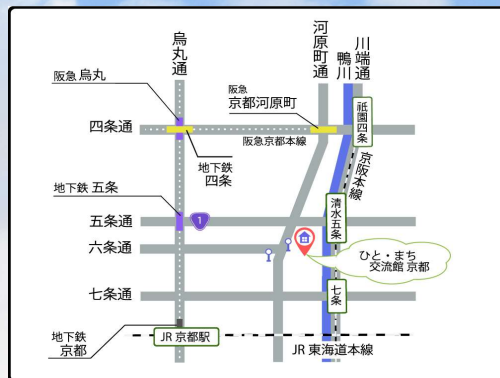 烏丸通
河原町通
鴨川
川端通
阪急 烏丸
阪急
京都河原町
祇園四条
四条通
阪急京都本線
地下鉄
四条
京阪本線
地下鉄 五条
清水五条
五条通
1
六条通
ひと・まち
交流館 京都
七条通
七条
地下鉄
京都
JR 京都駅
JR 東海道本線